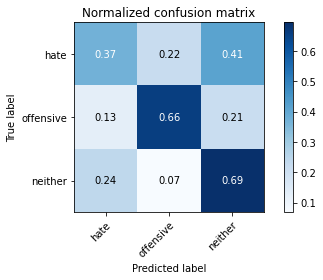 Normalized confusion matrix
True label
hate
0.37 0.22 0.41
offensive
0.13 0.66 0.21
neither
0.24 0.07 0.69
hate
offensive
neither
Predicted label
0.6
0.5
0.4
0.3
0.2
0.1